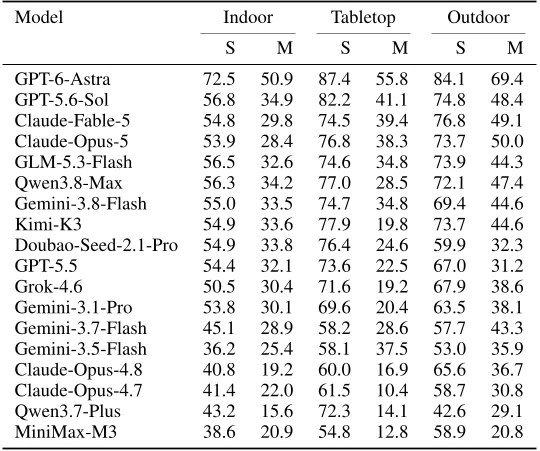 Model Indoor Tabletop Outdoor
S M S M S M
GPT-6-Astra 72.5 50.9 87.4 55.8 84.1 69.4
GPT-5.6-Sol 56.8 34.9 82.2 41.1 74.8 48.4
Claude-Fable-5 54.8 29.8 74.5 39.4 76.8 49.1
Claude-Opus-5 53.9 28.4 76.8 38.3 73.7 50.0
GLM-5.3-Flash 56.5 32.6 74.6 34.8 73.9 44.3
Qwen3.8-Max 56.3 34.2 77.0 28.5 72.1 47.4
Gemini-3.8-Flash 55.0 33.5 74.7 34.8 69.4 44.6
Kimi-K3 54.9 33.6 77.9 19.8 73.7 44.6
Doubao-Seed-2.1-Pro 54.9 33.8 76.4 24.6 59.9 32.3
GPT-5.5 54.4 32.1 73.6 22.5 67.0 31.2
Grok-4.6 50.5 30.4 71.6 19.2 67.9 38.6
Gemini-3.1-Pro 53.8 30.1 69.6 20.4 63.5 38.1
Gemini-3.7-Flash 45.1 28.9 58.2 28.6 57.7 43.3
Gemini-3.5-Flash 36.2 25.4 58.1 37.5 53.0 35.9
Claude-Opus-4.8 40.8 19.2 60.0 16.9 65.6 36.7
Claude-Opus-4.7 41.4 22.0 61.5 10.4 58.7 30.8
Qwen3.7-Plus 43.2 15.6 72.3 14.1 42.6 29.1
MiniMax-M3 38.6 20.9 54.8 12.8 58.9 20.8